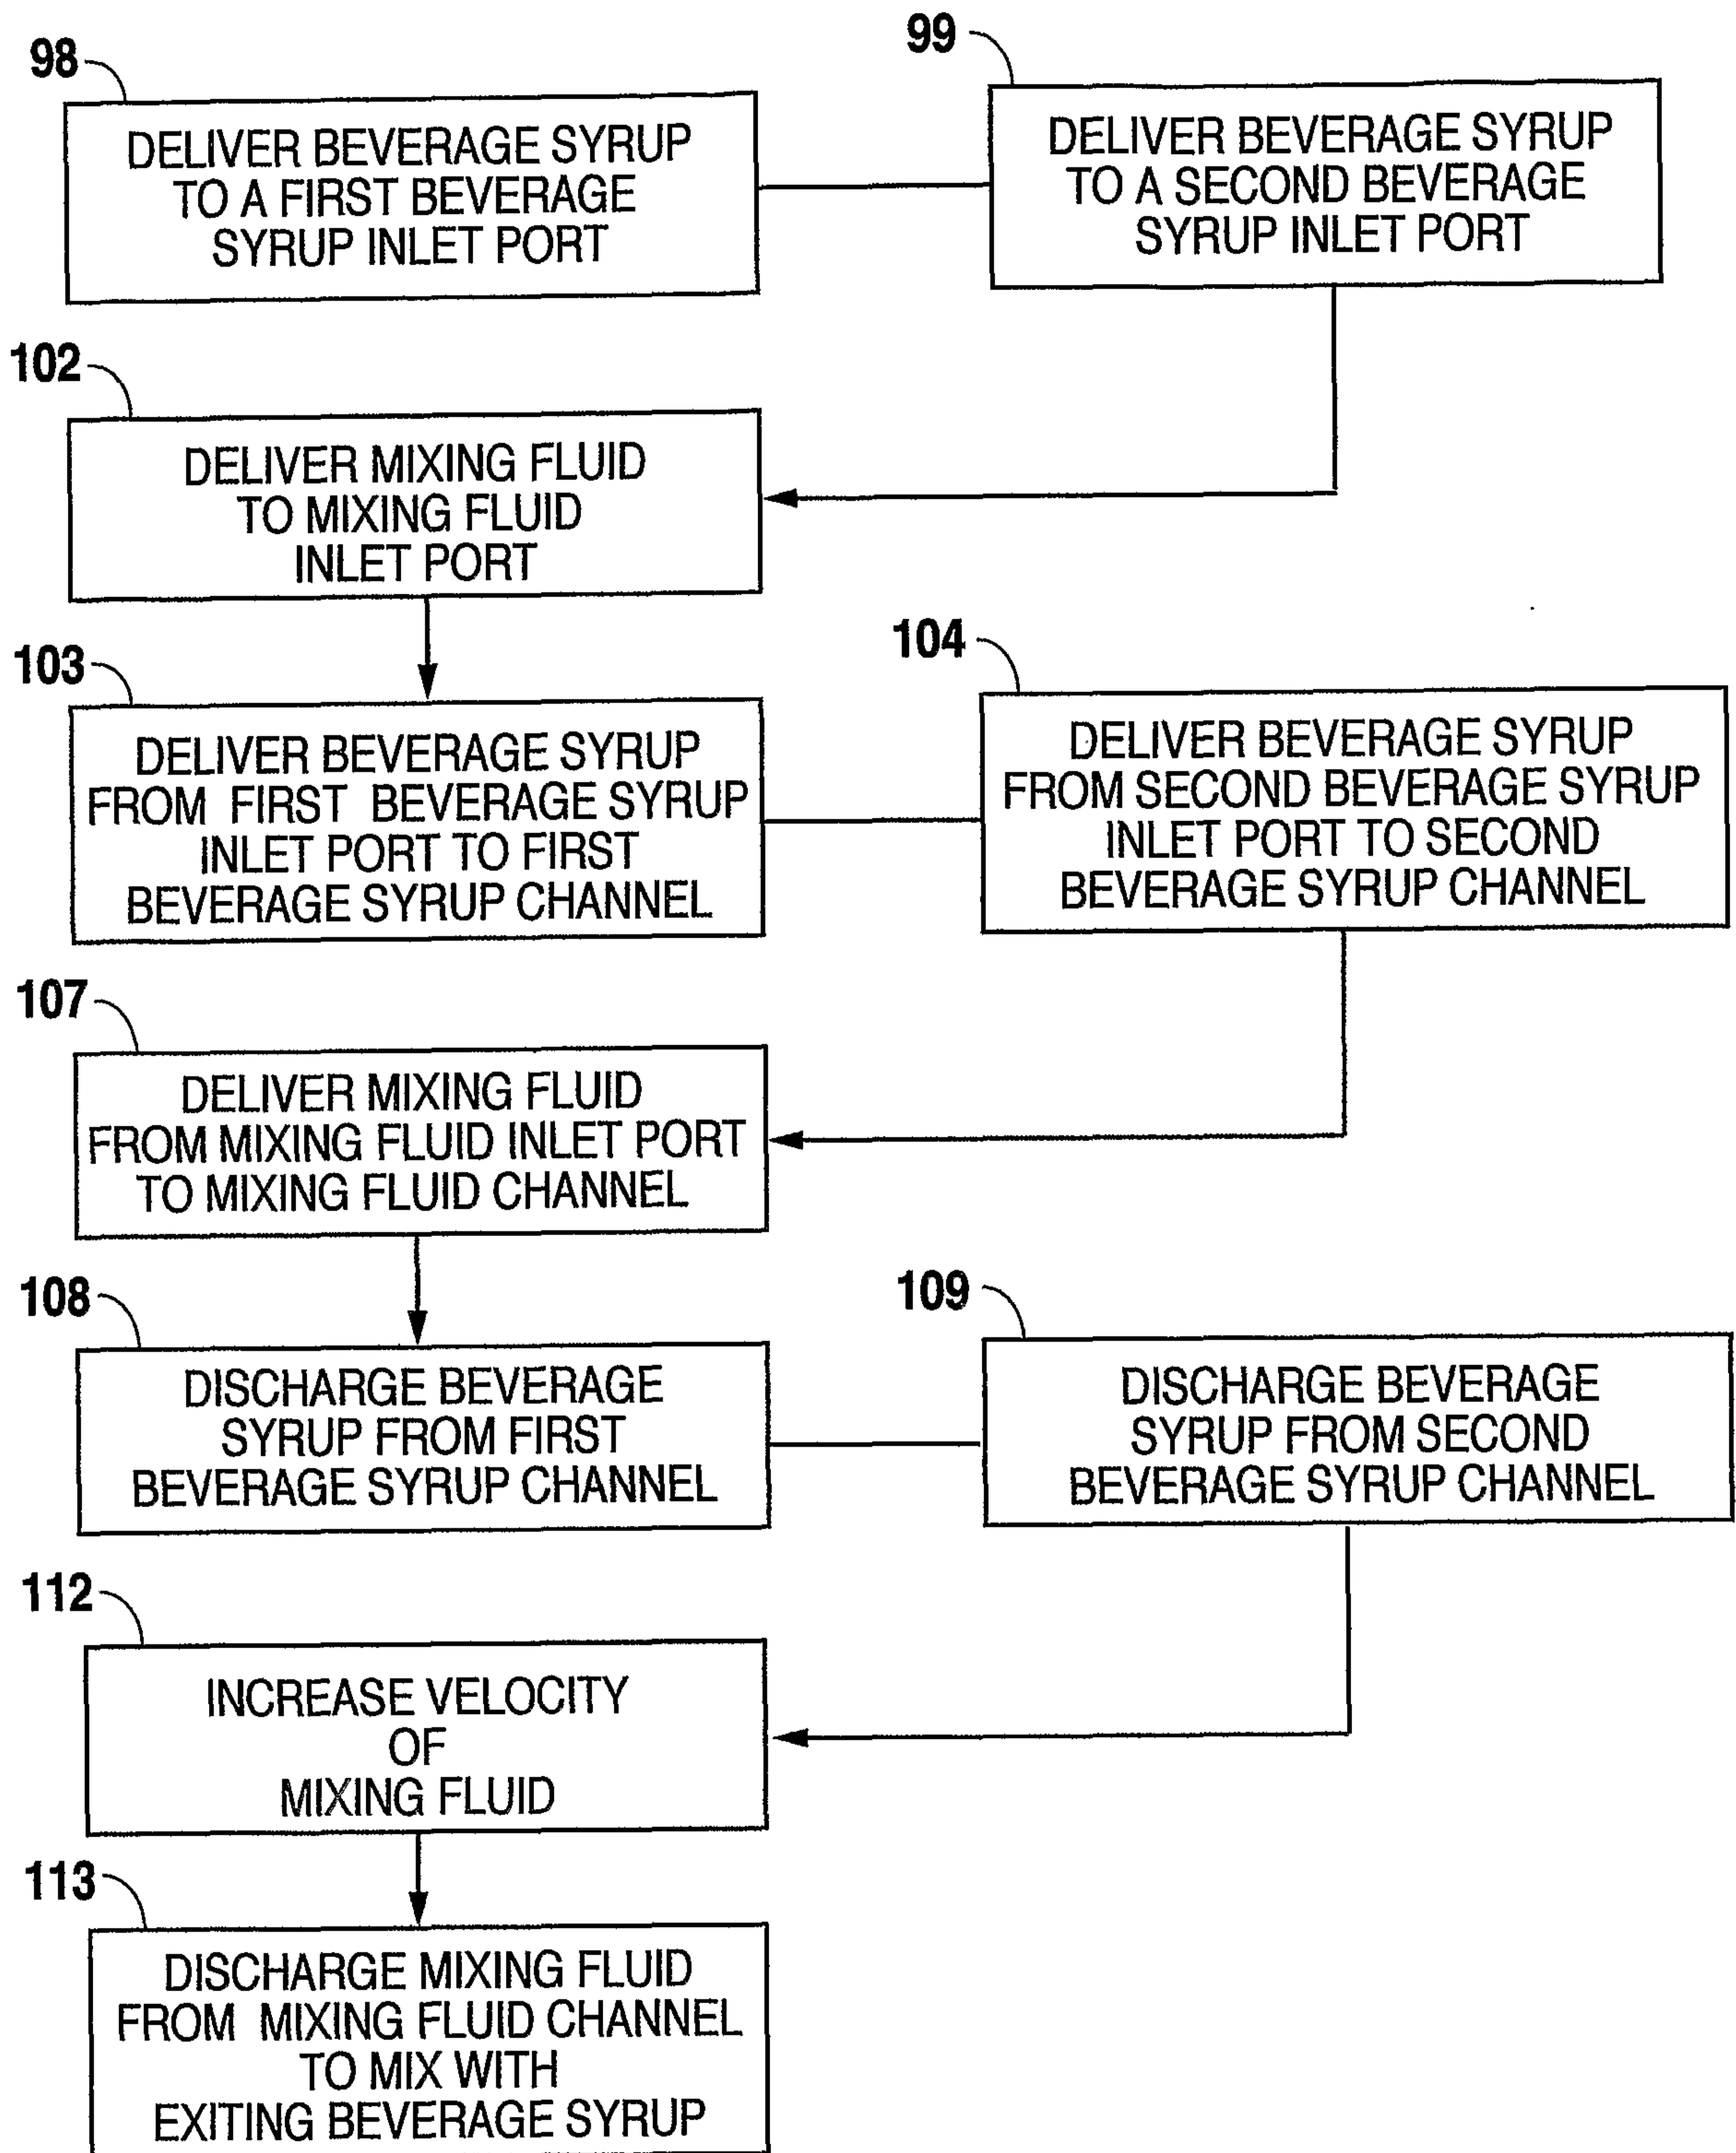 98
DELIVER BEVERAGE SYRUP
TO A FIRST BEVERAGE
SYRUP INLET PORT
99
DELIVER BEVERAGE SYRUP
TO A SECOND BEVERAGE
SYRUP INLET PORT
102
DELIVER MIXING FLUID
TO MIXING FLUID
INLET PORT
103
DELIVER BEVERAGE SYRUP
FROM FIRST BEVERAGE SYRUP
INLET PORT TO FIRST
BEVERAGE SYRUP CHANNEL
104
DELIVER BEVERAGE SYRUP
FROM SECOND BEVERAGE SYRUP
INLET PORT TO SECOND
BEVERAGE SYRUP CHANNEL
107
DELIVER MIXING FLUID
FROM MIXING FLUID INLET PORT
TO MIXING FLUID CHANNEL
108
DISCHARGE BEVERAGE
SYRUP FROM FIRST
BEVERAGE SYRUP CHANNEL
109
DISCHARGE BEVERAGE
SYRUP FROM SECOND
BEVERAGE SYRUP CHANNEL
112
INCREASE VELOCITY
OF
MIXING FLUID
113
DISCHARGE MIXING FLUID
FROM MIXING FLUID CHANNEL
TO MIX WITH
EXITING BEVERAGE SYRUP